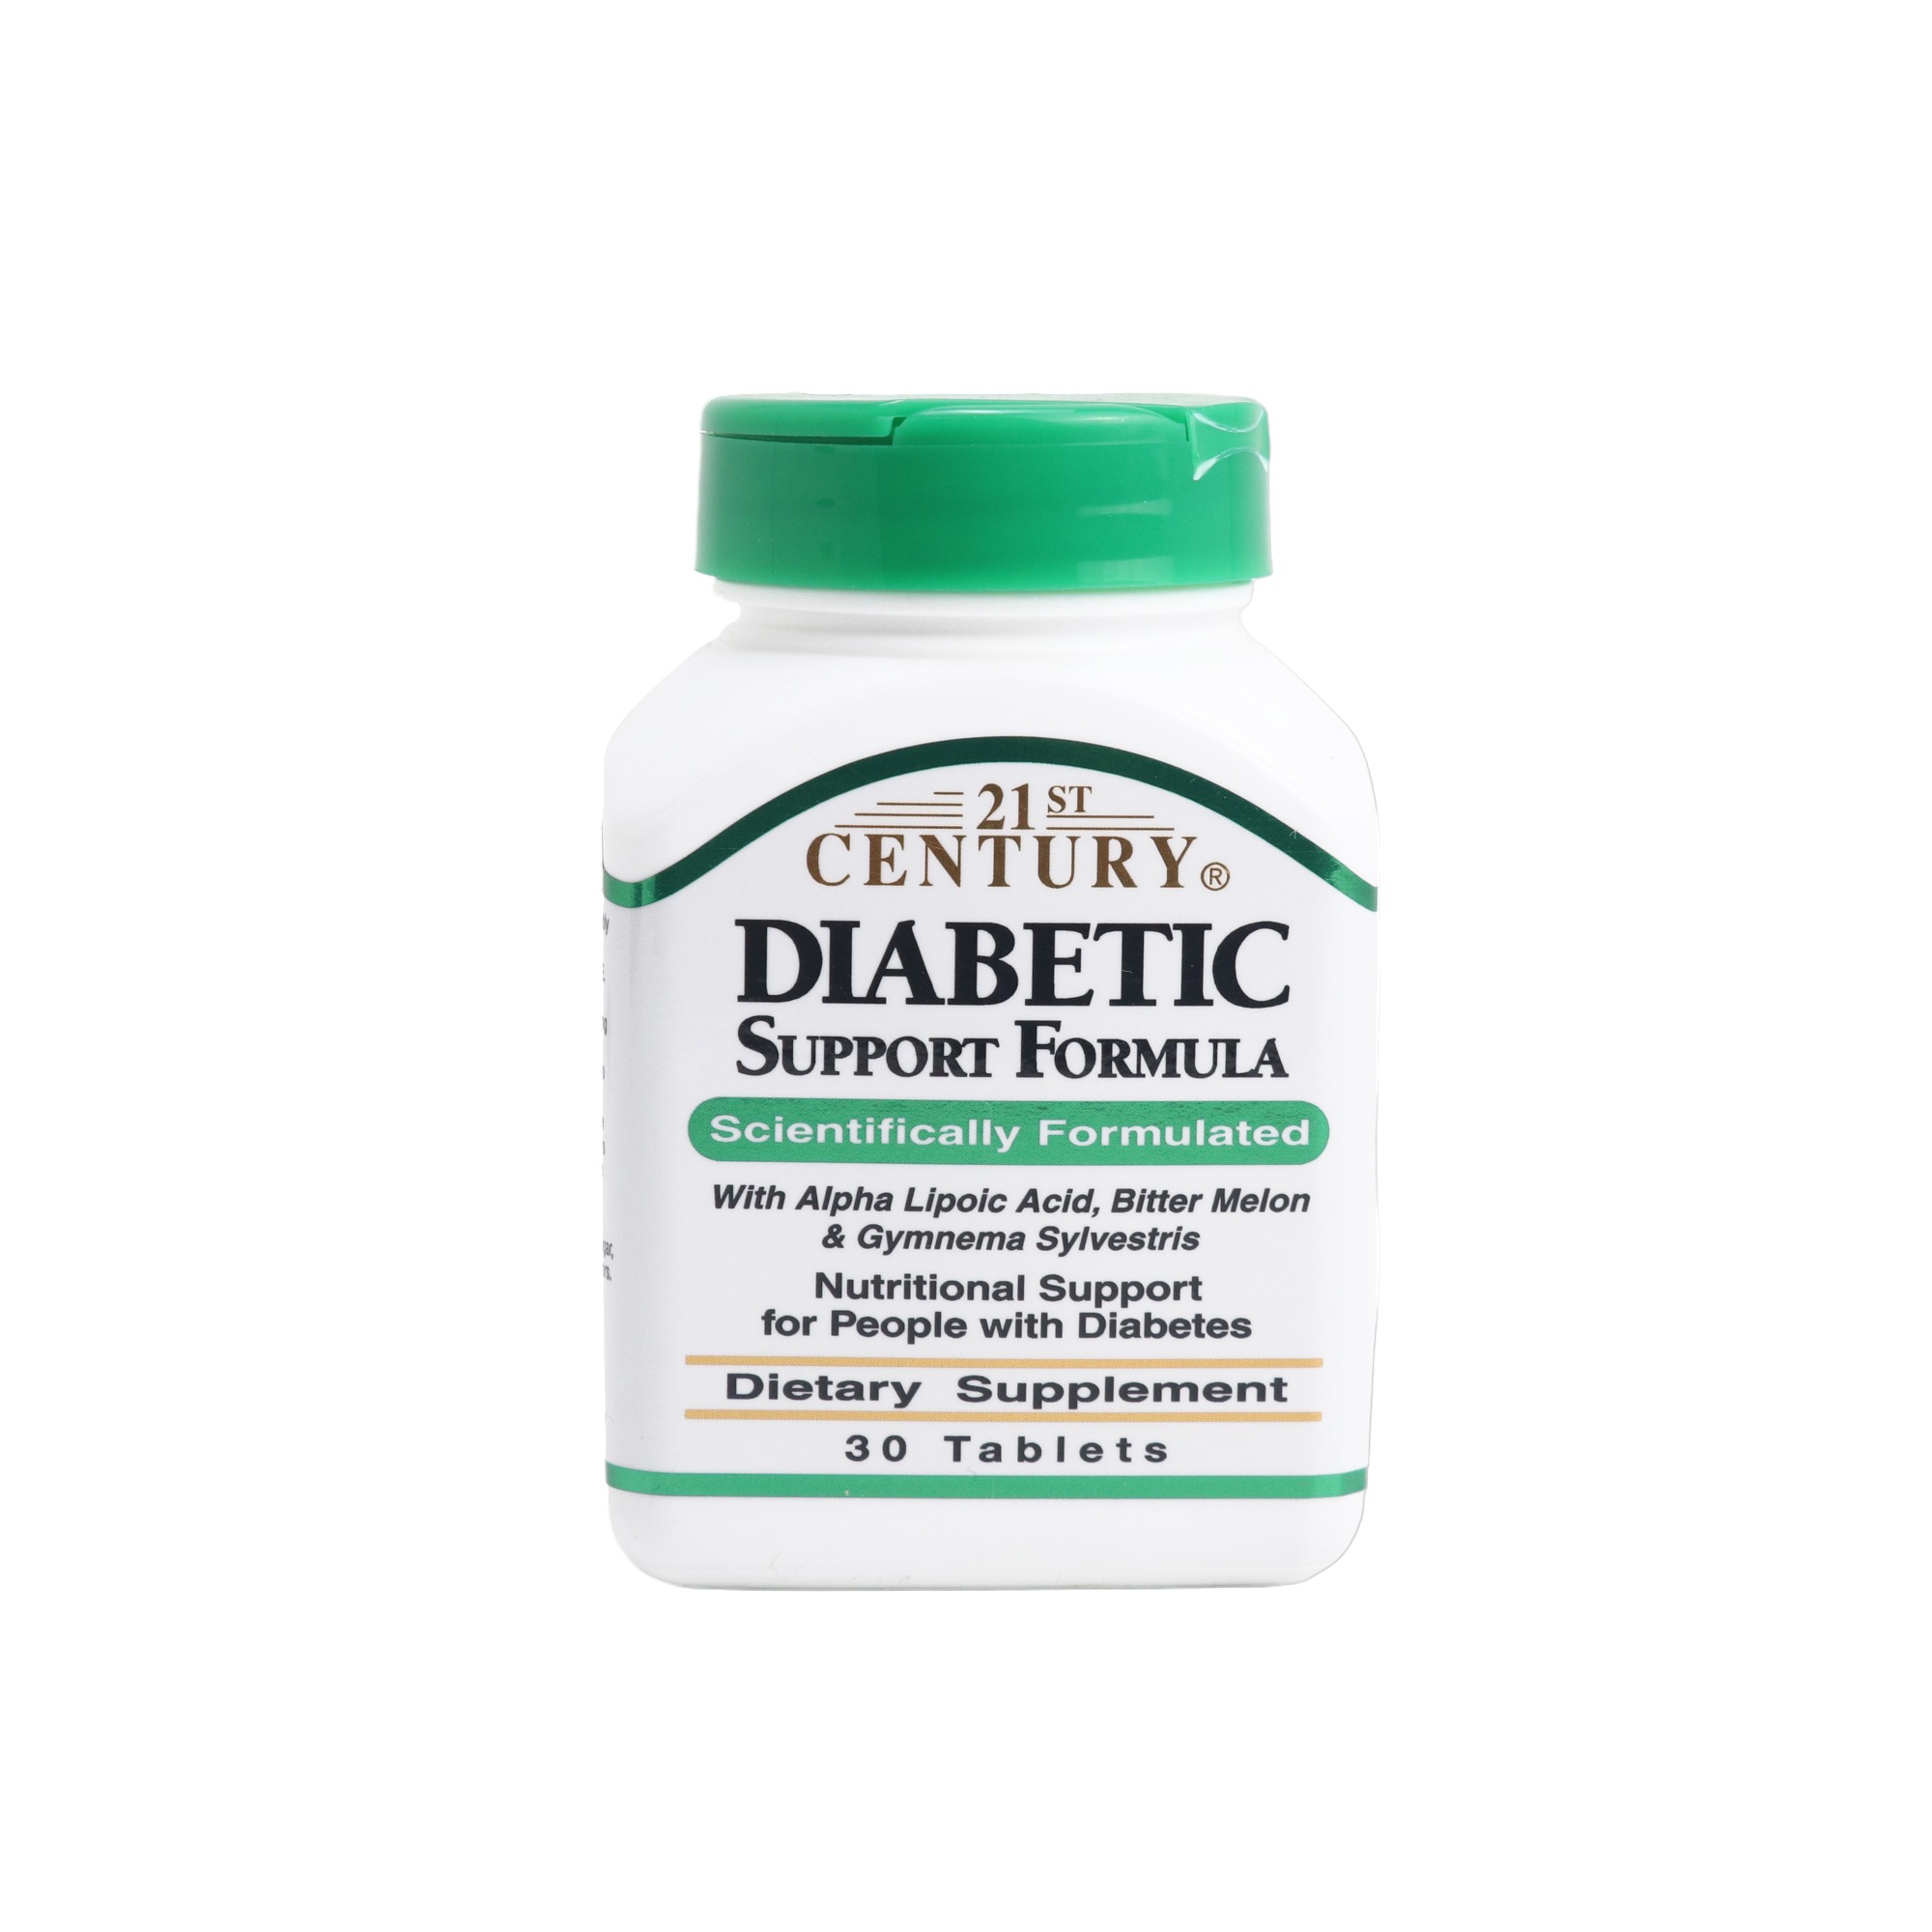 21ST
CENTURY®
DIABETIC
SUPPORT FORMULA
Scientifically Formulated
With Alpha Lipoic Acid, Bitter Melon
& Gymnema Sylvestris
Nutritional Support
for People with Diabetes
Dietary Supplement
30 Tablets